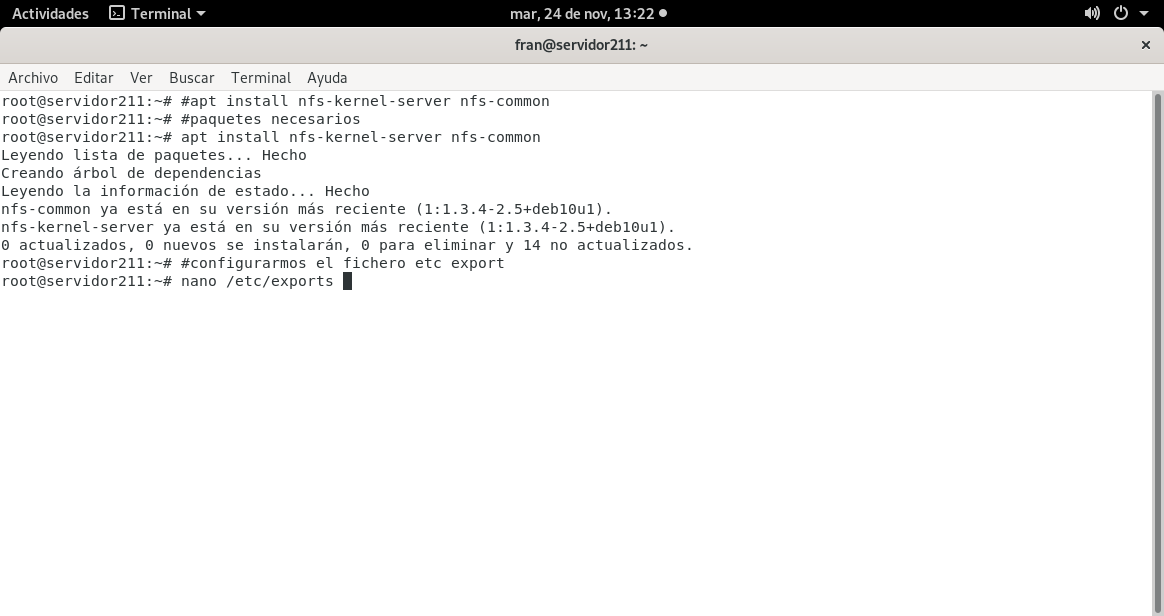 Actividades Terminal mar, 24 de nov, 13:22
fran@servidor211: ~ ×
Archivo Editar Ver Buscar Terminal Ayuda
root@servidor211:~# #apt install nfs-kernel-server nfs-common
root@servidor211:~# #paquetes necesarios
root@servidor211:~# apt install nfs-kernel-server nfs-common
Leyendo lista de paquetes... Hecho
Creando árbol de dependencias
Leyendo la información de estado... Hecho
nfs-common ya está en su versión más reciente (1:1.3.4-2.5+deb10u1).
nfs-kernel-server ya está en su versión más reciente (1:1.3.4-2.5+deb10u1).
0 actualizados, 0 nuevos se instalarán, 0 para eliminar y 14 no actualizados.
root@servidor211:~# #configurarmos el fichero etc export
root@servidor211:~# nano /etc/exports